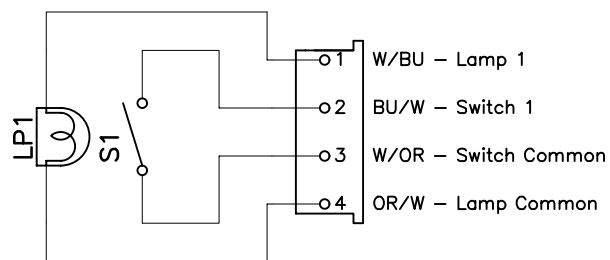 1 W/BU – Lamp 1
2 BU/W – Switch 1
3 W/OR – Switch Common
4 OR/W – Lamp Common
LP1
S1